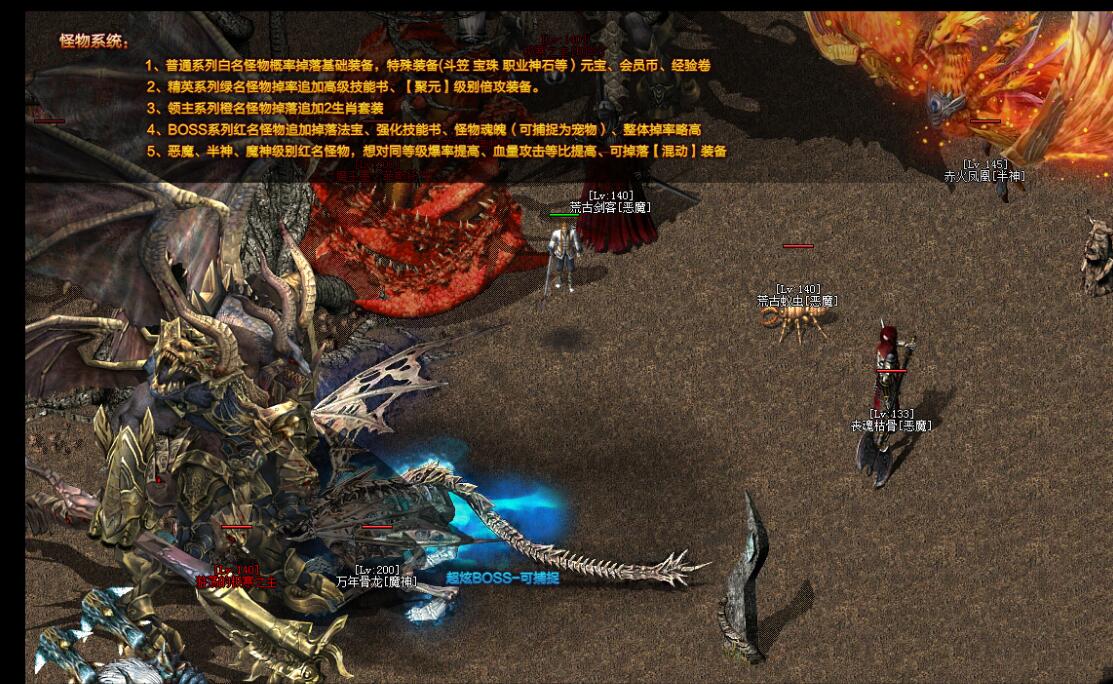 怪物系统：
1、普通系列白名怪物概率掉落基础装备，特殊装备(斗笠 宝珠 职业神石等）元宝、会员币、经验卷
2、精英系列绿名怪物掉率追加高级技能书、【聚元】级别倍攻装备。
3、领主系列橙名怪物掉落追加2生肖套装
4、BOSS系列红名怪物追加掉落法宝、强化技能书、怪物魂魄（可捕捉为宠物）、整体掉率略高
5、恶魔、半神、魔神级别红名怪物，想对同等级爆率提高、血量攻击等比提高、可掉落【混动】装备
[Lv:145]
赤火凤凰[半神]
[Lv:140]
荒古剑客[恶魔]
[Lv:140]
荒古蚁虫[恶魔]
[Lv:133]
丧魂枯骨[恶魔]
[Lv:140]
之主
[Lv:200]
万年骨龙[魔神]
超炫BOSS-可捕捉